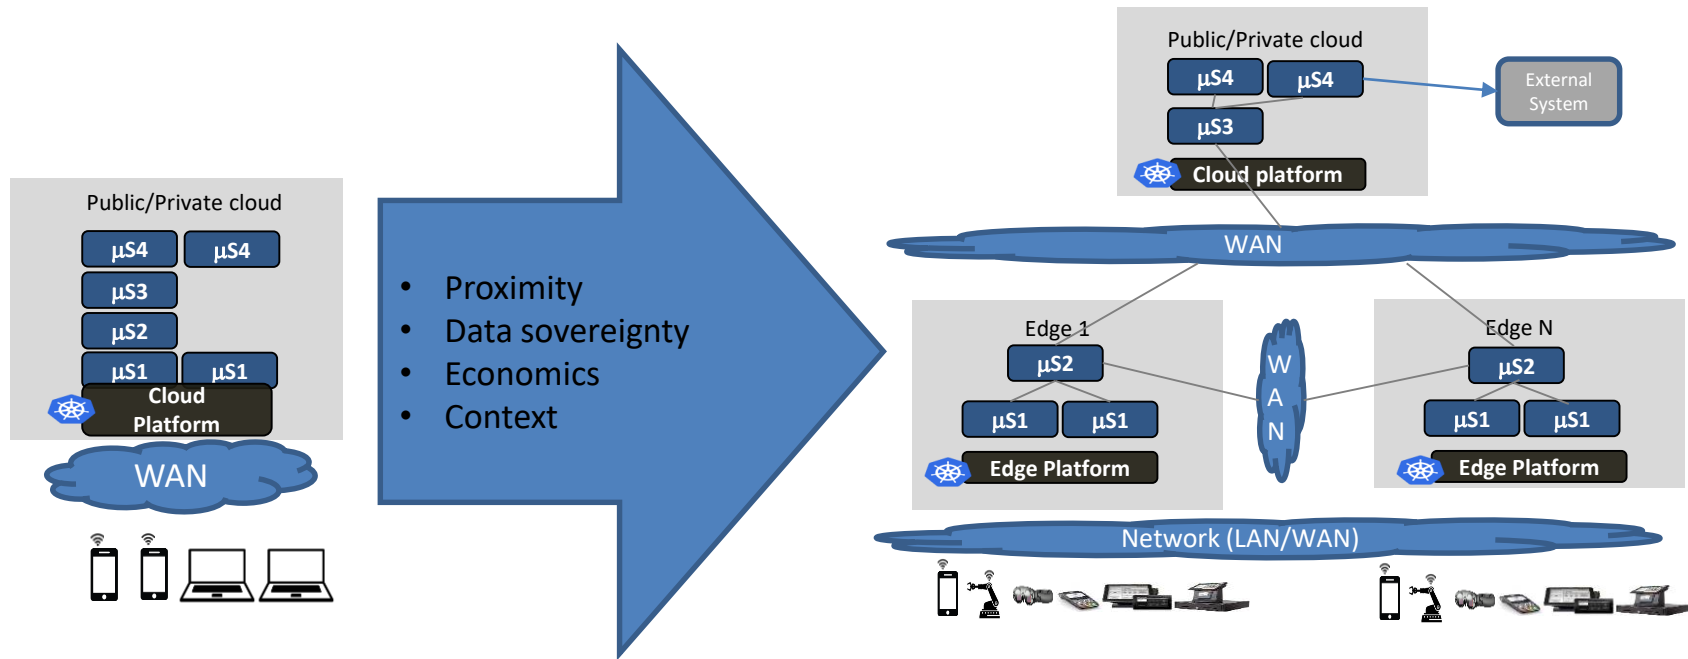 Public/Private cloud
μS4 μS4
μS3
μS2
μS1 μS1
Cloud
Platform
WAN
• Proximity
• Data sovereignty
• Economics
• Context
Public/Private cloud
μS4 μS4
μS3
Cloud platform
External
System
WAN
Edge 1
μS2
μS1 μS1
Edge Platform
W
A
N
Edge N
μS2
μS1 μS1
Edge Platform
Network (LAN/WAN)